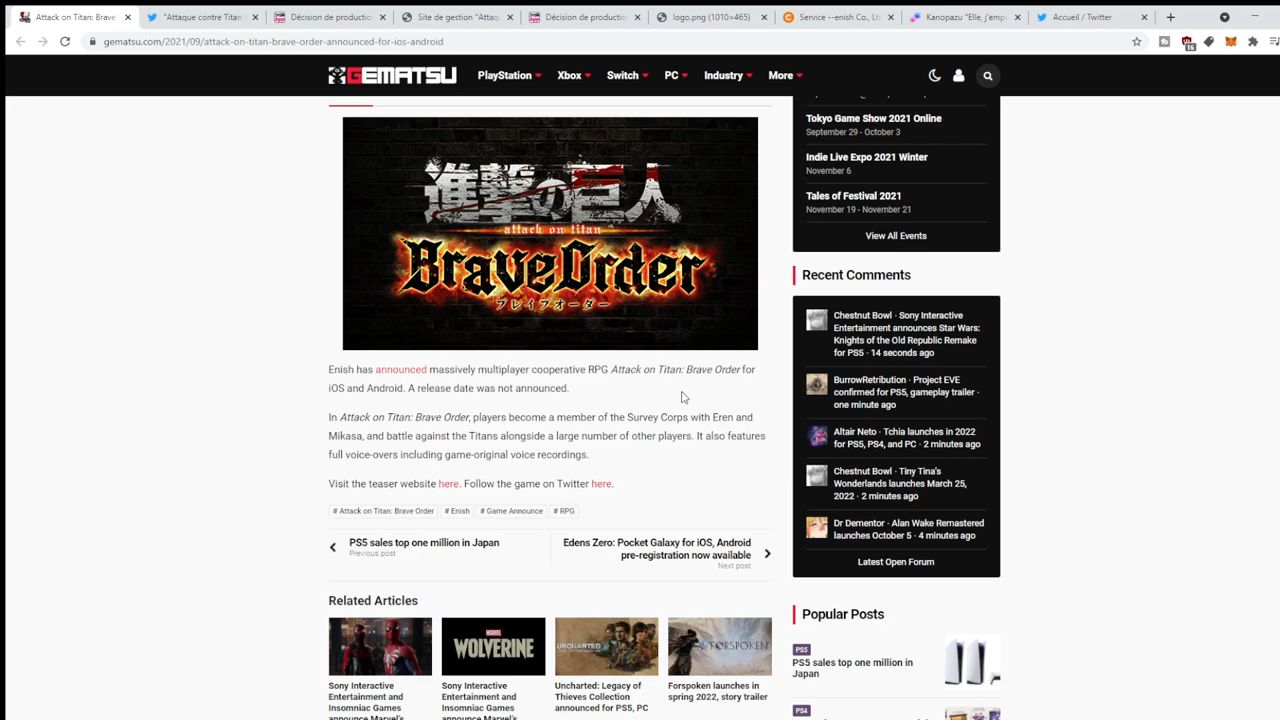 Attack on Titan: Brave
"Attaque contre Titan
Décision de productio
Site de gestion "Attaq
Décision de productio
logo.png (1010×465)
Service --enish Co., Ltd
Kanopazu "Elle, j'empr
Accueil / Twitter
gematsu.com/2021/09/attack-on-titan-brave-order-announced-for-ios-android
16
GEMATSU
PlayStation
Xbox
Switch
PC
Industry
More
進撃の巨人
attack on titan
BraveOrder
ブレイブオーダー
Enish has announced massively multiplayer cooperative RPG Attack on Titan: Brave Order for
iOS and Android. A release date was not announced.
In Attack on Titan: Brave Order, players become a member of the Survey Corps with Eren and
Mikasa, and battle against the Titans alongside a large number of other players. It also features
full voice-overs including game-original voice recordings.
Visit the teaser website here. Follow the game on Twitter here.
# Attack on Titan: Brave Order
# Enish
# Game Announce
# RPG
PS5 sales top one million in Japan
Previous post
Edens Zero: Pocket Galaxy for iOS, Android
pre-registration now available
Next post
Related Articles
MARVEL
WOLVERINE
UNCHARTED
FORSPOKEN
Sony Interactive
Entertainment and
Insomniac Games
announce Marvel's
Sony Interactive
Entertainment and
Insomniac Games
announce Marvel's
Uncharted: Legacy of
Thieves Collection
announced for PS5, PC
Forspoken launches in
spring 2022, story trailer
Tokyo Game Show 2021 Online
September 29 - October 3
Indie Live Expo 2021 Winter
November 6
Tales of Festival 2021
November 19 - November 21
View All Events
Recent Comments
Chestnut Bowl · Sony Interactive
Entertainment announces Star Wars:
Knights of the Old Republic Remake
for PS5 · 14 seconds ago
BurrowRetribution · Project EVE
confirmed for PS5, gameplay trailer ·
one minute ago
Altair Neto · Tchia launches in 2022
for PS5, PS4, and PC · 2 minutes ago
Chestnut Bowl · Tiny Tina's
Wonderlands launches March 25,
2022 · 2 minutes ago
Dr Dementor · Alan Wake Remastered
launches October 5 · 4 minutes ago
Latest Open Forum
Popular Posts
PS5
PS5 sales top one million in
Japan
PS4